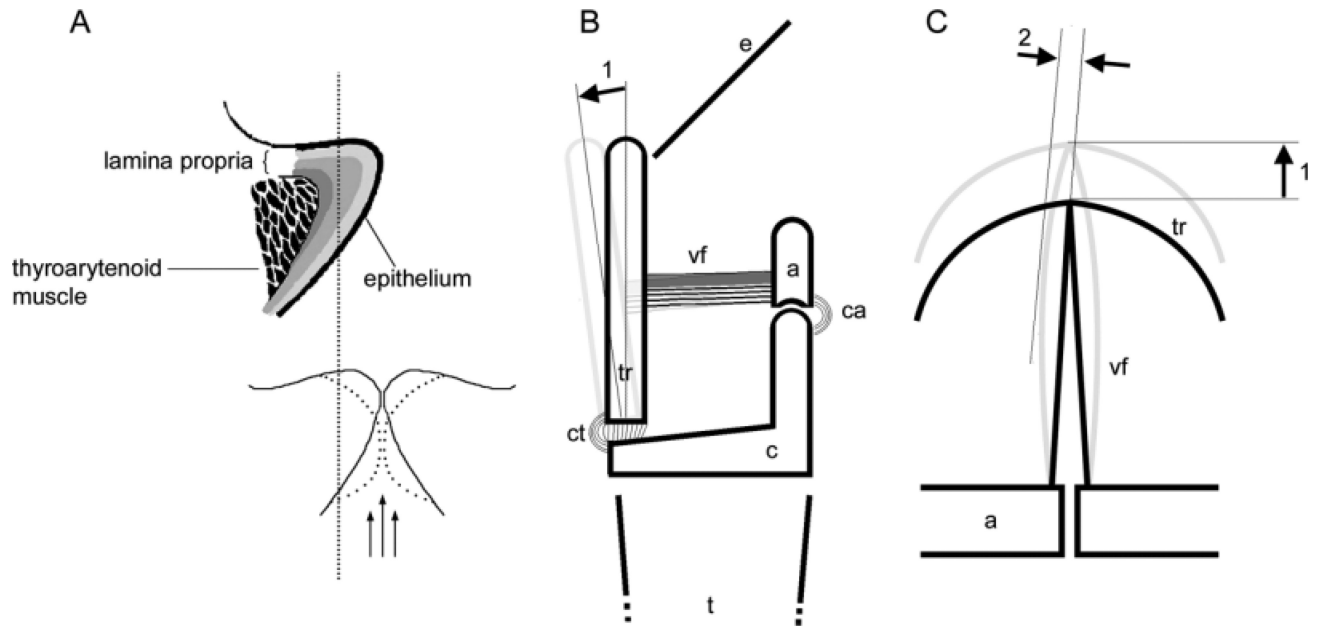 A
lamina propria
thyroarytenoid
muscle
epithelium
B
1
e
vf
a
ca
tr
ct
c
t
C
2
1
tr
vf
a